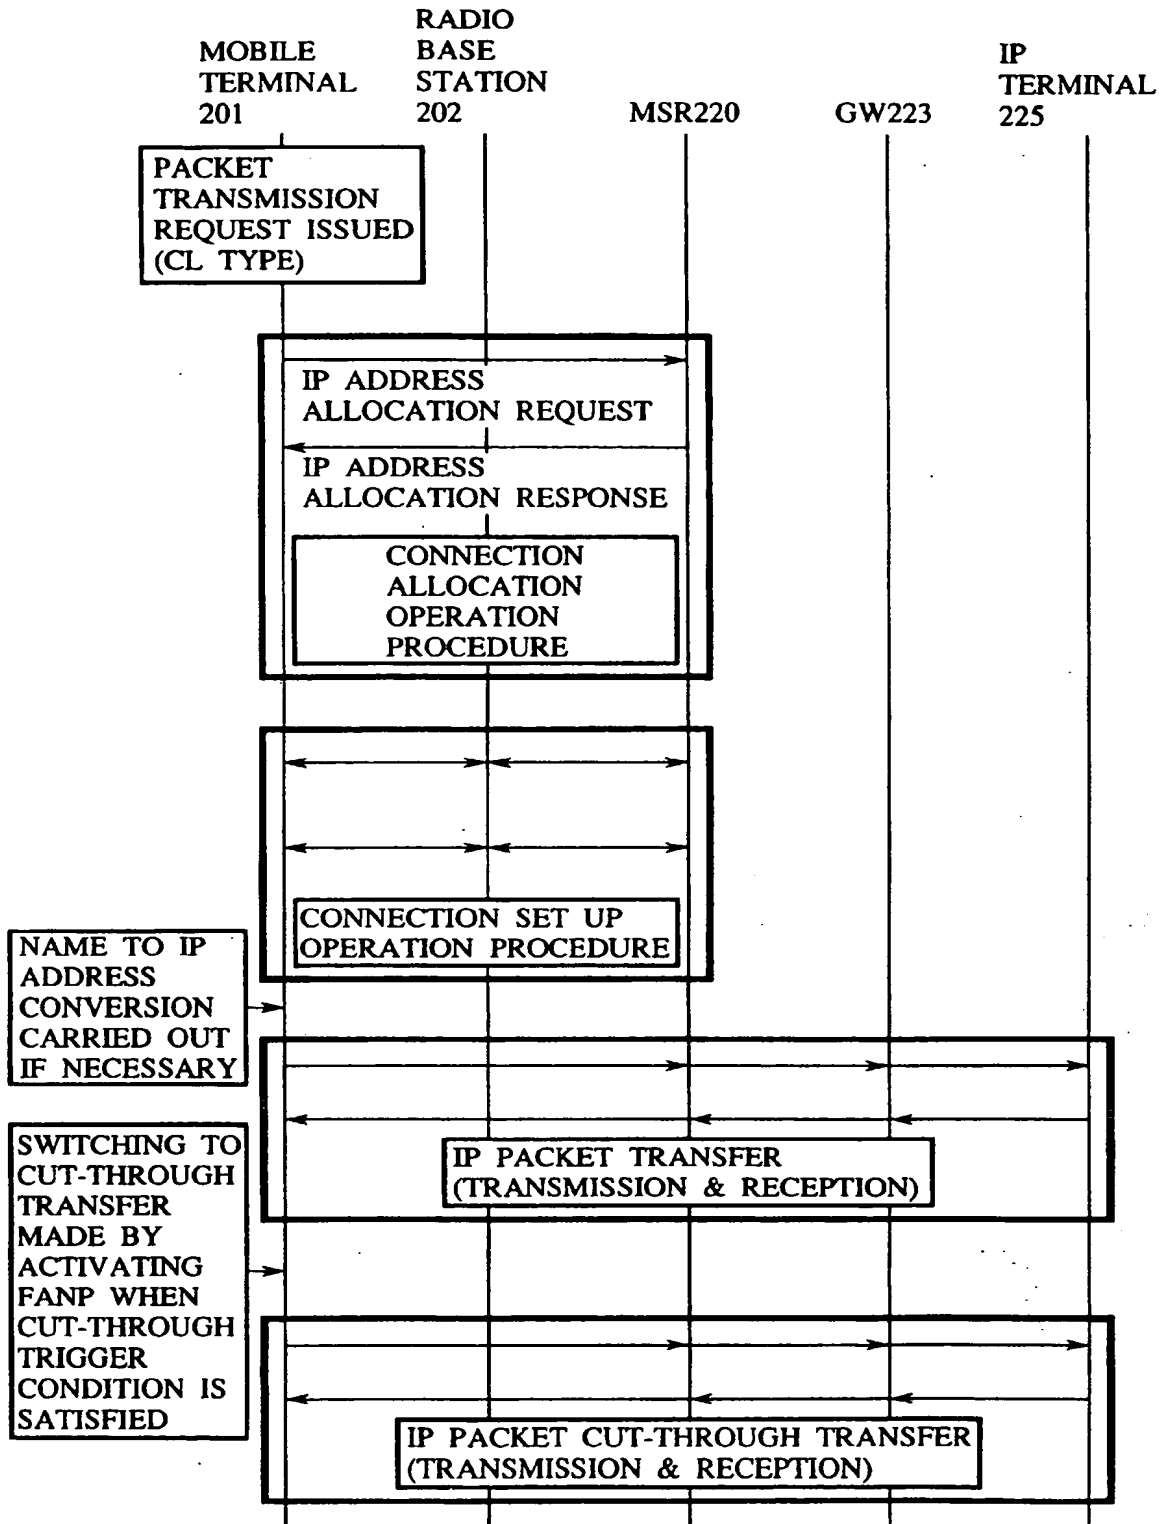 MOBILE
TERMINAL
201
RADIO
BASE
STATION
202
MSR220
GW223
IP
TERMINAL
225
PACKET
TRANSMISSION
REQUEST ISSUED
(CL TYPE)
IP ADDRESS
ALLOCATION REQUEST
IP ADDRESS
ALLOCATION RESPONSE
CONNECTION
ALLOCATION
OPERATION
PROCEDURE
CONNECTION SET UP
OPERATION PROCEDURE
NAME TO IP
ADDRESS
CONVERSION
CARRIED OUT
IF NECESSARY
IP PACKET TRANSFER
(TRANSMISSION & RECEPTION)
SWITCHING TO
CUT-THROUGH
TRANSFER
MADE BY
ACTIVATING
FANP WHEN
CUT-THROUGH
TRIGGER
CONDITION IS
SATISFIED
IP PACKET CUT-THROUGH TRANSFER
(TRANSMISSION & RECEPTION)